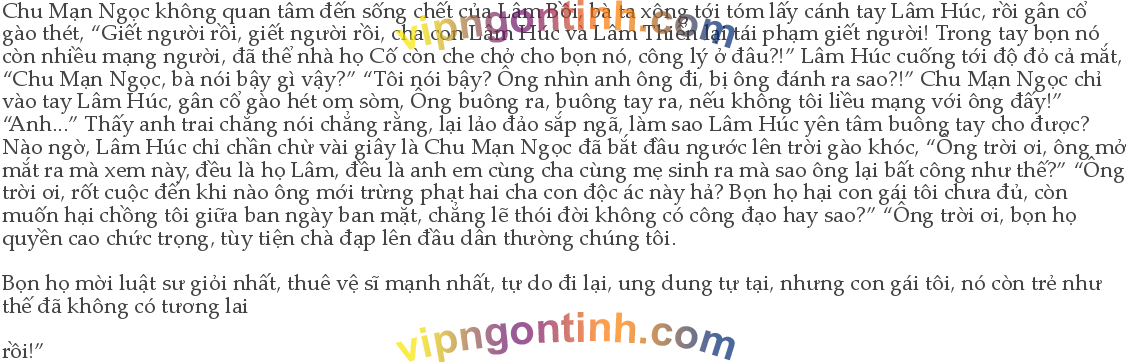 Chu Mạn Ngọc không quan tâm đến sống chết của Lâm Bồi, bà ta xông tới tóm lấy cánh tay Lâm Húc, rồi gân cổ
gào thét, “Giết người rồi, giết người rồi, cha con Lâm Húc và Lâm lại tái phạm giết người! Trong tay bọn nó
còn nhiều mạng người, đã thể nhà họ Cố còn che chở cho bọn nó, công lý ở đâu?!” Lâm Húc cuống tới độ đỏ cả mắt,
“Chu Mạn Ngọc, bà nói bậy gì vậy?” “Tôi nói bậy? Ông nhìn anh ông đi, bị ông đánh ra sao?!” Chu Mạn Ngọc chỉ
vào tay Lâm Húc, gân cổ gào hét om sòm, Ông buông ra, buông tay ra, nếu không tôi liều mạng với ông đấy!”
“Anh...” Thấy anh trai chẳng nói chẳng rằng, lại lảo đảo sắp ngã, làm sao Lâm Húc yên tâm buông tay cho được?
Nào ngờ, Lâm Húc chỉ chần chừ vài giây là Chu Mạn Ngọc đã bắt đầu ngước lên trời gào khóc, “Ông trời ơi, ông mở
mắt ra mà xem này, đều là họ Lâm, đều là anh em cùng cha cùng mẹ sinh ra mà sao ông lại bất công như thế?” “Ông
trời ơi, rốt cuộc đến khi nào ông mới trừng phạt hai cha con độc ác này hả? Bọn họ hại con gái tôi chưa đủ, còn
muốn hại chồng tôi giữa ban ngày ban mặt, chẳng lẽ thói đời không có công đạo hay sao?” “Ông trời ơi, bọn họ
quyền cao chức trọng, tùy tiện chà đạp lên đầu dân thường chúng tôi.
Bọn họ mời luật sư giỏi nhất, thuê vệ sĩ mạnh nhất, tự do đi lại, ung dung tự tại, nhưng con gái tôi, nó còn trẻ như
thế đã không có tương lai
rồi!”
vipngontinh.com
vipngontinh.com